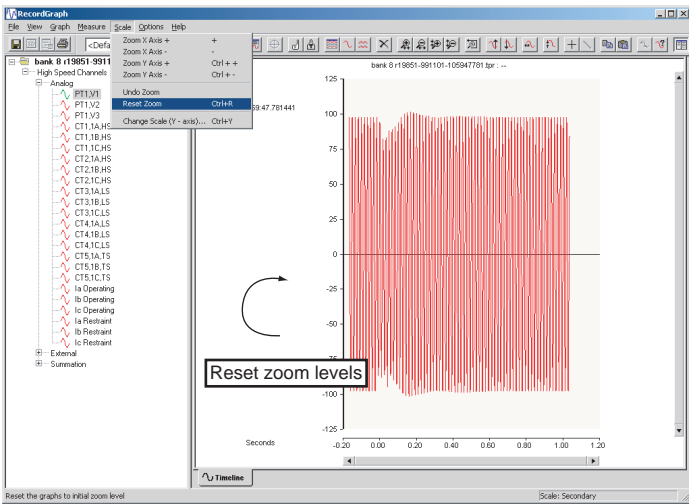 RecordGraph
File View Graph Measure Scale Options Help
<Defa
Zoom X Axis + +
Zoom X Axis - -
Zoom Y Axis + Ctrl + +
Zoom Y Axis - Ctrl + -
Undo Zoom
Reset Zoom Ctrl+R
Change Scale (Y - axis)... Ctrl+Y
bank 8 r19851-9911
High Speed Channels
Analog
PT1,V1
PT1,V2
PT1,V3
CT1,1A,HS
CT1,1B,HS
CT1,1C,HS
CT2,1A,HS
CT2,1B,HS
CT2,1C,HS
CT3,1A,LS
CT3,1B,LS
CT3,1C,LS
CT4,1A,LS
CT4,1B,LS
CT4,1C,LS
CT5,1A,TS
CT5,1B,TS
CT5,1C,TS
Ia Operating
Ib Operating
Ic Operating
Ia Restraint
Ib Restraint
Ic Restraint
External
Summation
bank 8 r19851-991101-105947781.tpr : --
59:47.781441
125
100
75
50
25
0
-25
-50
-75
-100
-125
Reset zoom levels
Seconds
-0.20 0.00 0.20 0.40 0.60 0.80 1.00 1.20
Timeline
Reset the graphs to initial zoom level
Scale: Secondary